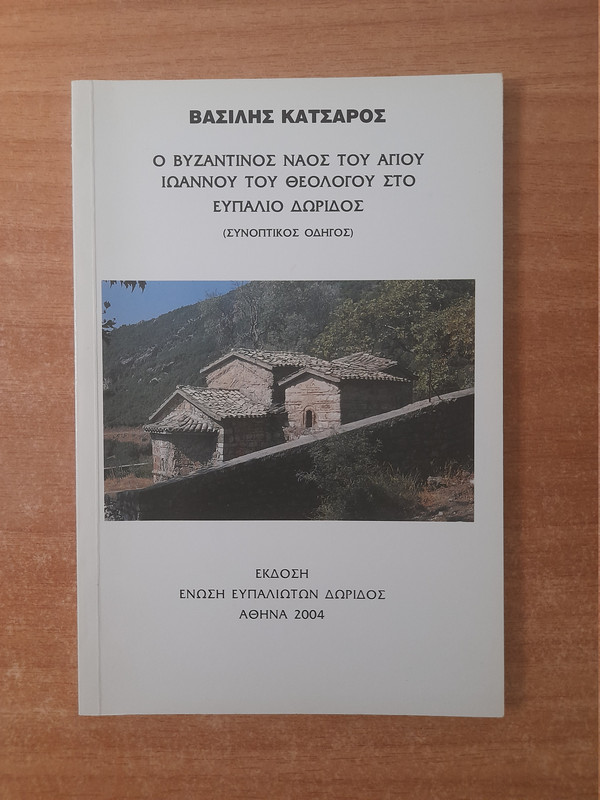 ΒΑΣΙΛΗΣ ΚΑΤΣΑΡΟΣ
Ο ΒΥΖΑΝΤΙΝΟΣ ΝΑΟΣ ΤΟΥ ΑΓΙΟΥ
ΙΩΑΝΝΟΥ ΤΟΥ ΘΕΟΛΟΓΟΥ ΣΤΟ
ΕΥΠΑΛΙΟ ΔΩΡΙΔΟΣ
(ΣΥΝΟΠΤΙΚΟΣ ΟΔΗΓΟΣ)
ΕΚΔΟΣΗ
ΕΝΩΣΗ ΕΥΠΑΛΙΩΤΩΝ ΔΩΡΙΔΟΣ
ΑΘΗΝΑ 2004